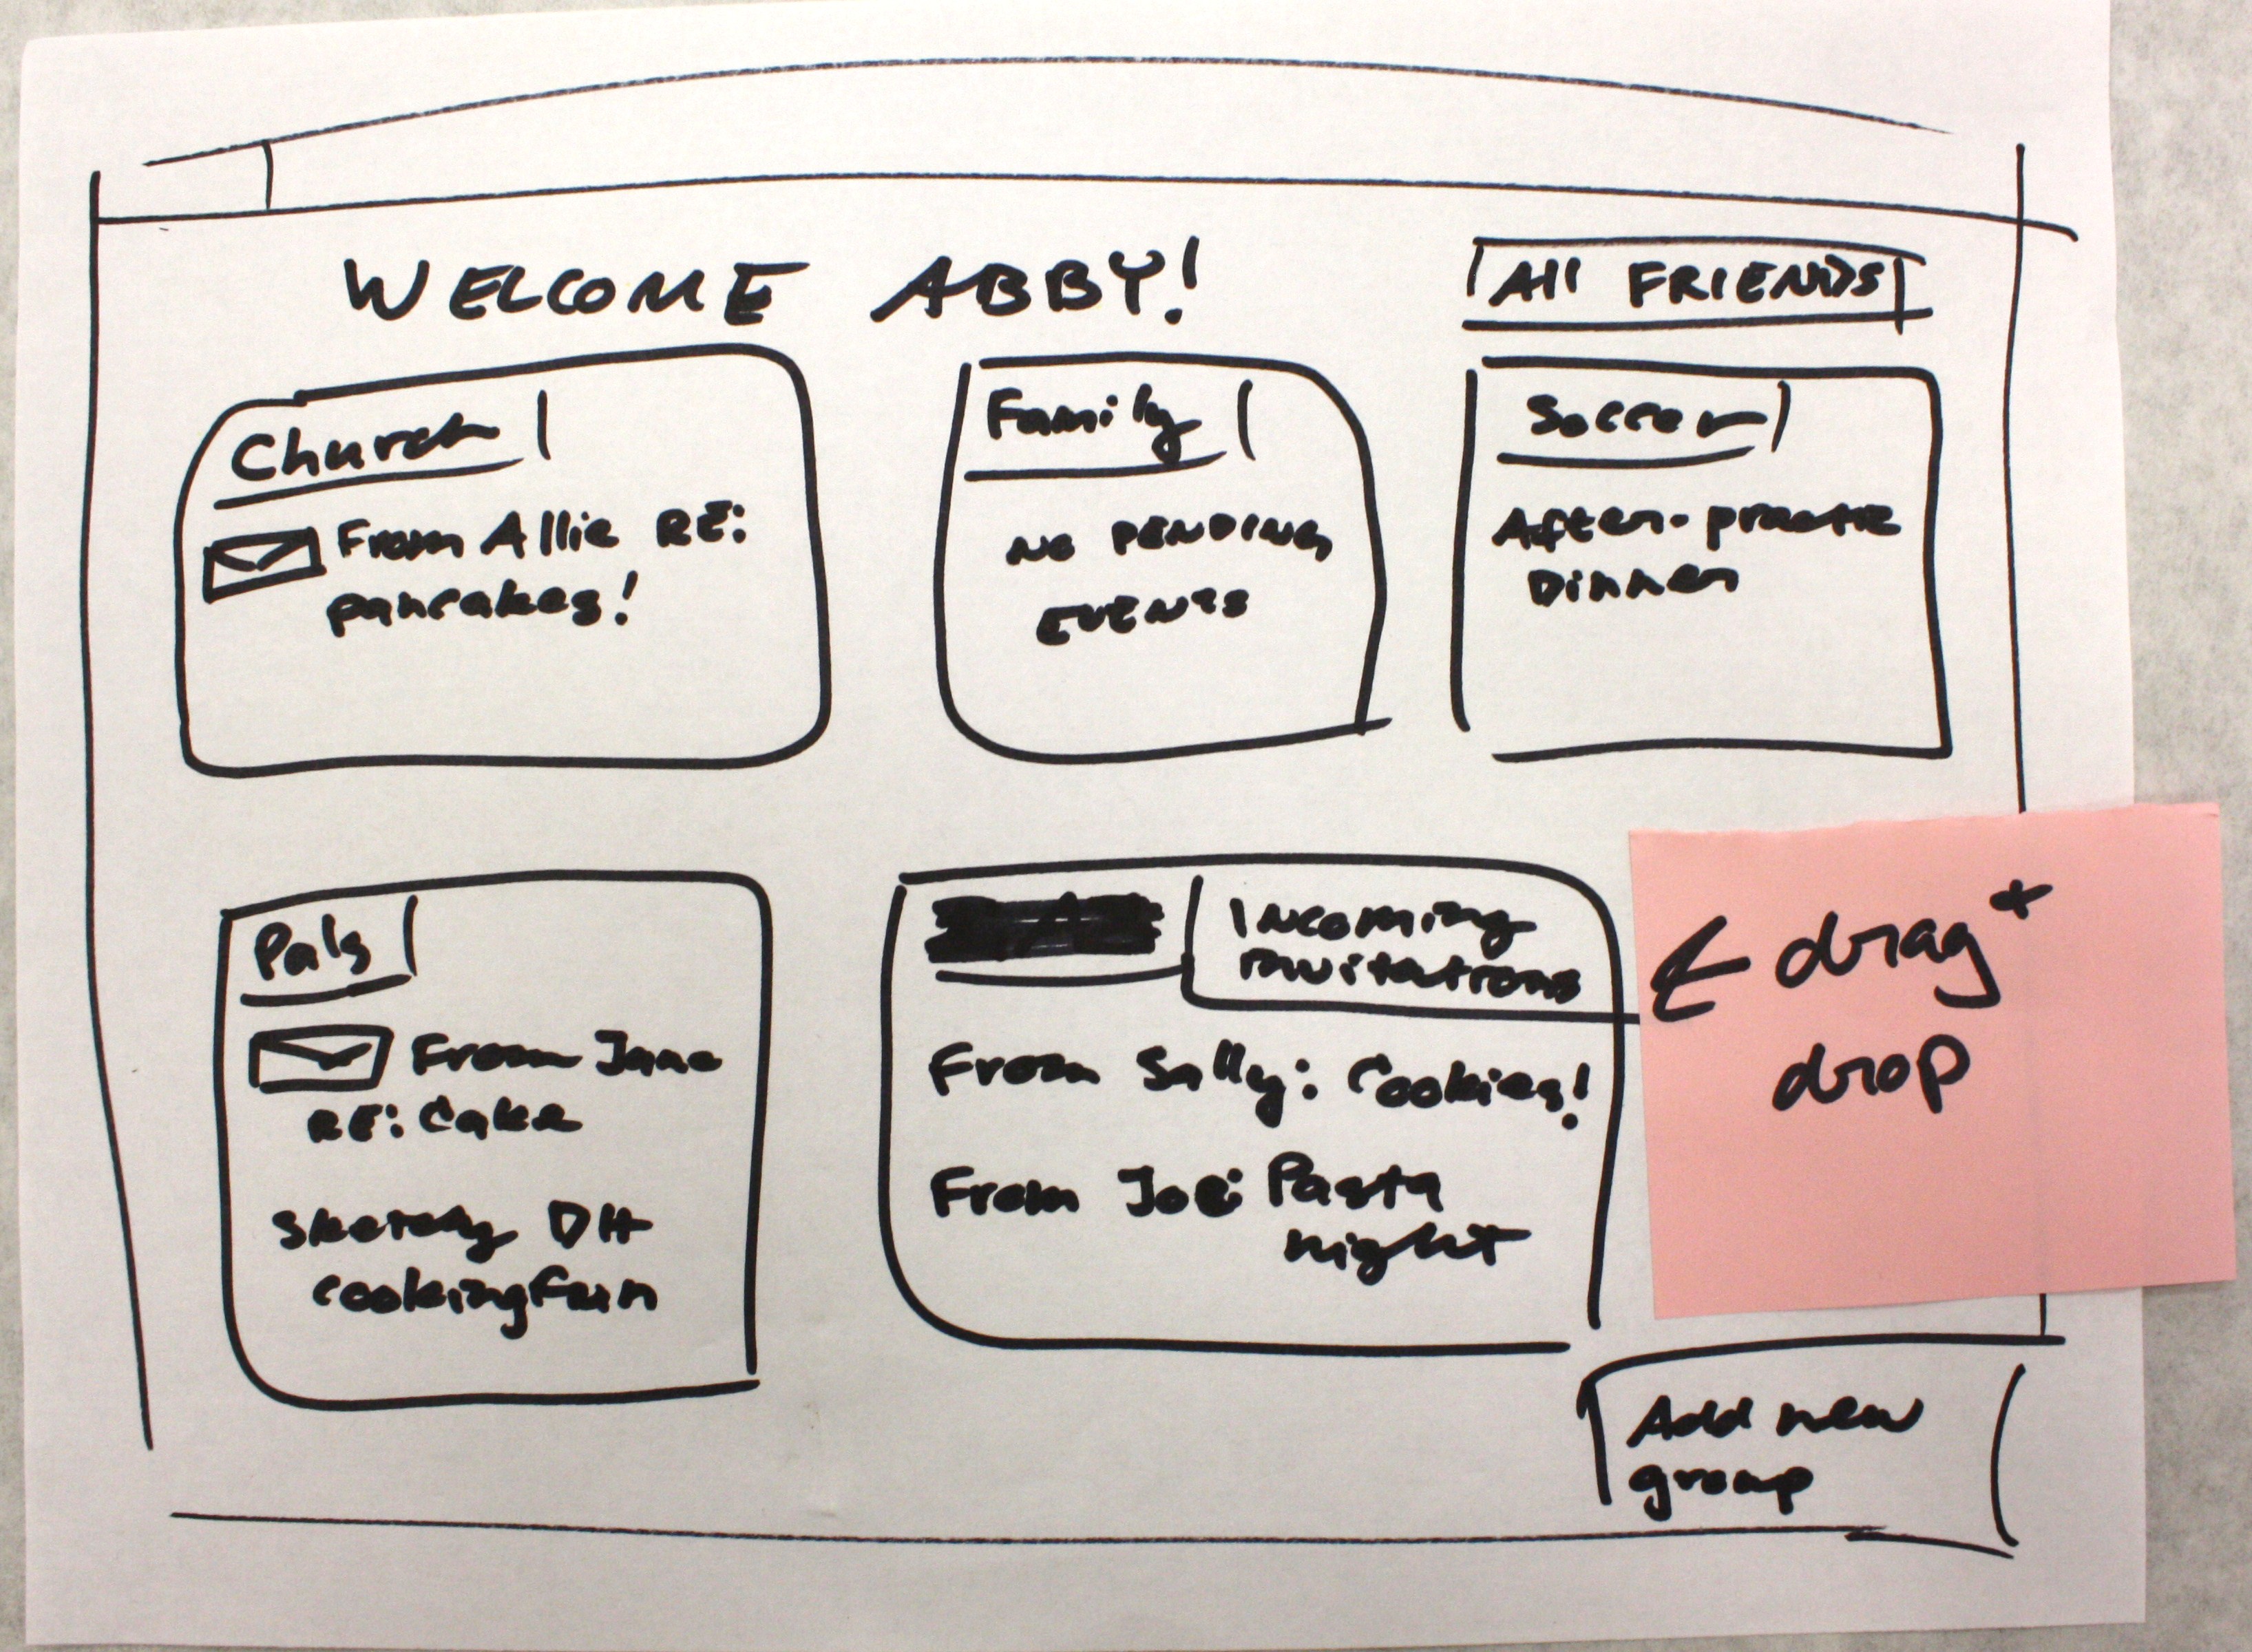 WELCOME ABBY!
All FRIENDS
Church
From Allie RE:
pancakes!
Family
NO PENDING
EVENTS
Soccer
After-practice
Dinner
Pals
From Jane
RE: Cake
Sketchy DH
cookingfun
Incoming
invitations
From Sally: Cookies!
From Joe: Pasta
night
← drag +
drop
Add new
group